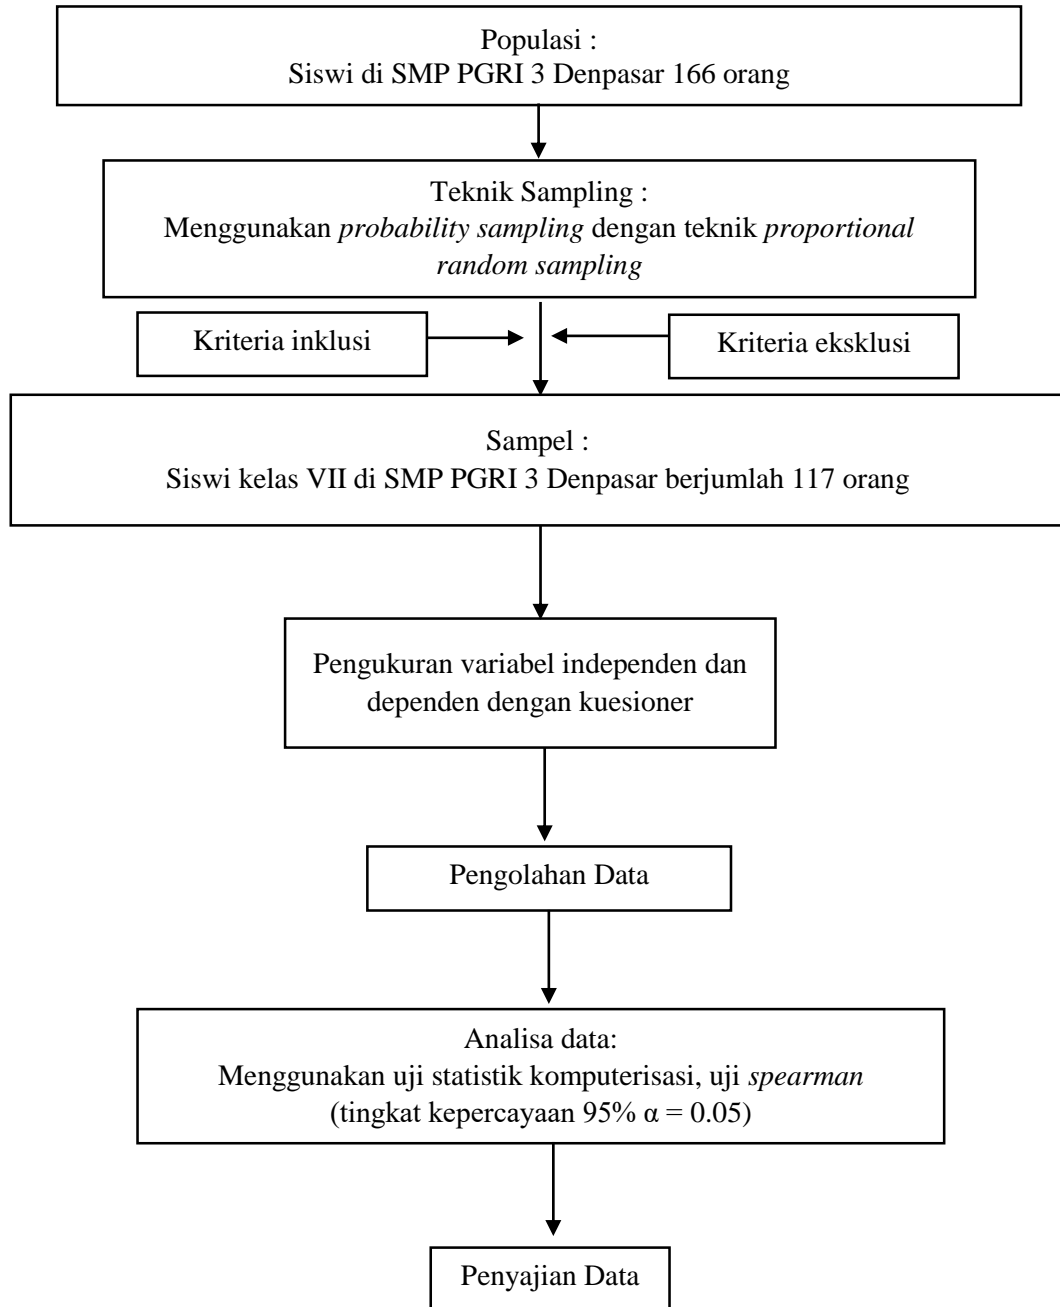 Populasi :
Siswi di SMP PGRI 3 Denpasar 166 orang
Teknik Sampling :
Menggunakan probability sampling dengan teknik proportional
random sampling
Kriteria inklusi
Kriteria eksklusi
Sampel :
Siswi kelas VII di SMP PGRI 3 Denpasar berjumlah 117 orang
Pengukuran variabel independen dan
dependen dengan kuesioner
Pengolahan Data
Analisa data:
Menggunakan uji statistik komputerisasi, uji spearman
(tingkat kepercayaan 95% α = 0.05)
Penyajian Data